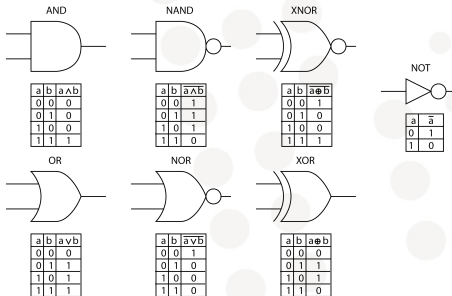 AND
a b a∧b
0 0 0
0 1 0
1 0 0
1 1 1
NAND
a b a̅∧̅b̅
0 0 1
0 1 1
1 0 1
1 1 0
XNOR
a b a̅⊕̅b̅
0 0 1
0 1 0
1 0 0
1 1 1
NOT
a a̅
0 1
1 0
OR
a b a∨b
0 0 0
0 1 1
1 0 1
1 1 1
NOR
a b a̅∨̅b̅
0 0 1
0 1 0
1 0 0
1 1 0
XOR
a b a⊕b
0 0 0
0 1 1
1 0 1
1 1 0